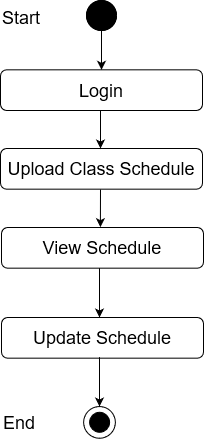 Start
Login
Upload Class Schedule
View Schedule
Update Schedule
End